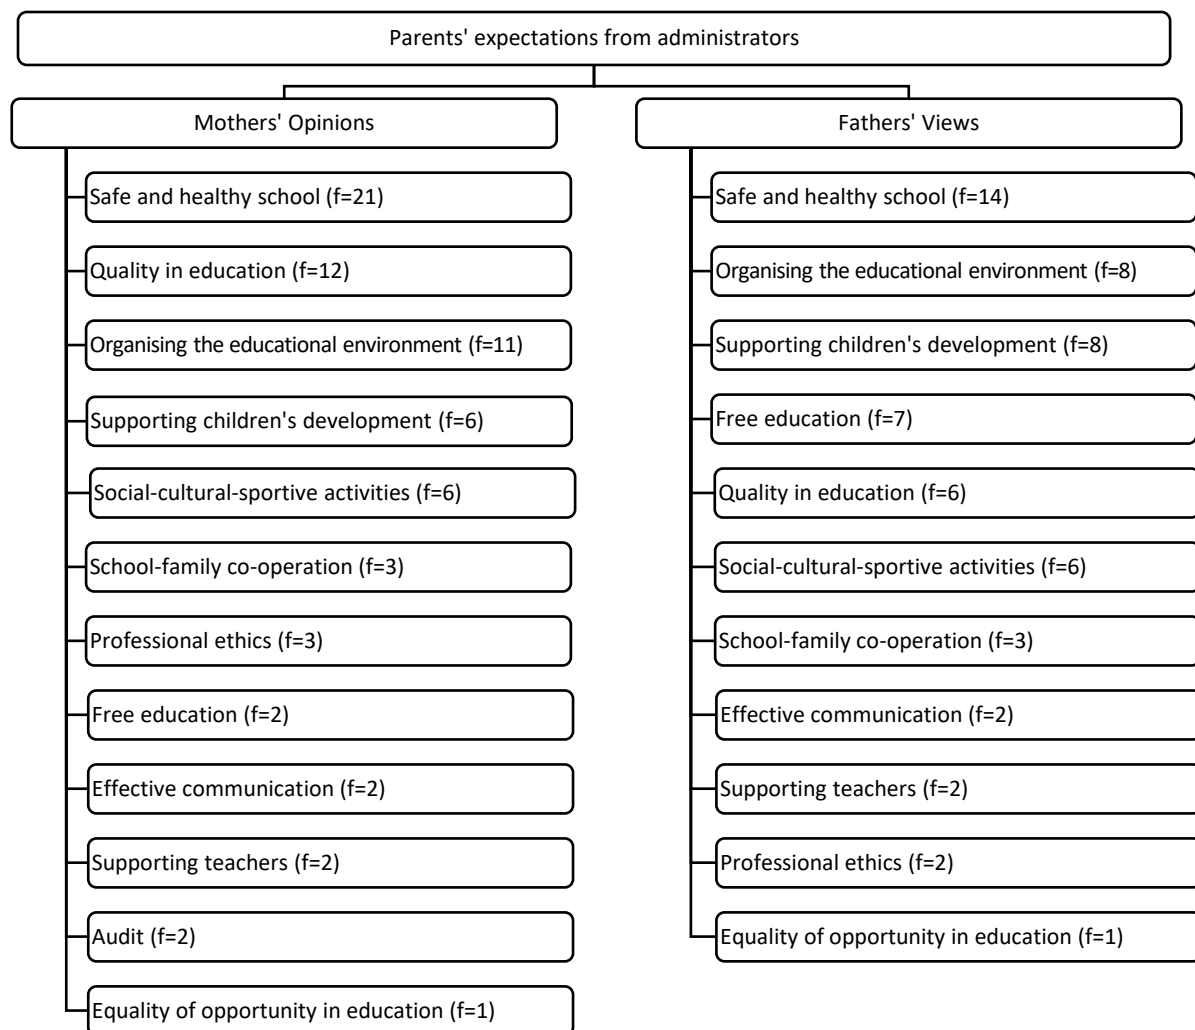 Parents' expectations from administrators
Mothers' Opinions
Safe and healthy school (f=21)
Quality in education (f=12)
Organising the educational environment (f=11)
Supporting children's development (f=6)
Social-cultural-sportive activities (f=6)
School-family co-operation (f=3)
Professional ethics (f=3)
Free education (f=2)
Effective communication (f=2)
Supporting teachers (f=2)
Audit (f=2)
Equality of opportunity in education (f=1)
Fathers' Views
Safe and healthy school (f=14)
Organising the educational environment (f=8)
Supporting children's development (f=8)
Free education (f=7)
Quality in education (f=6)
Social-cultural-sportive activities (f=6)
School-family co-operation (f=3)
Effective communication (f=2)
Supporting teachers (f=2)
Professional ethics (f=2)
Equality of opportunity in education (f=1)